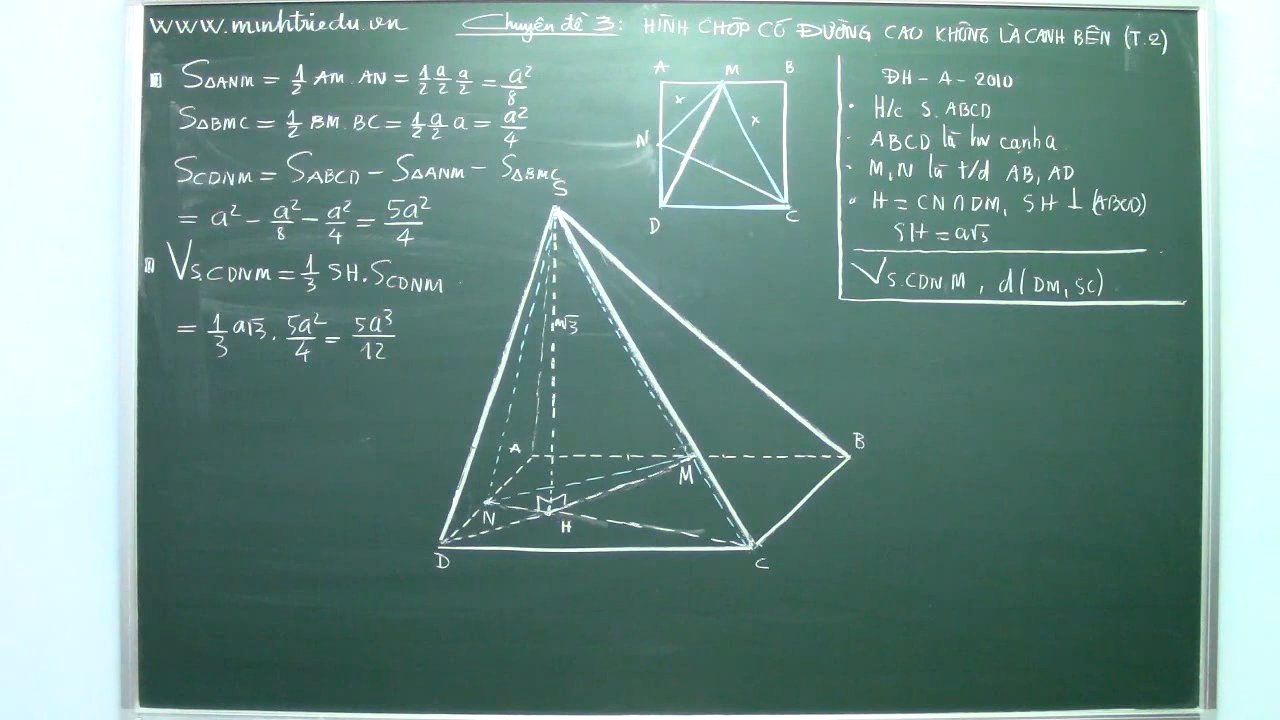 www.minhtriedu.vn
Chuyên đề 3: HÌNH CHÓP CÓ ĐƯỜNG CAO KHÔNG LÀ CẠNH BÊN (T.2)
S△ANM = 1/2 AM.AN = 1/2 a/2 a/2 = a²/8
S△BMC = 1/2 BM.BC = 1/2 a/2 a = a²/4
SCDNM = SABCD − S△ANM − S△BMC
= a² − a²/8 − a²/4 = 5a²/4
VS.CDNM = 1/3 SH.SCDNM
= 1/3 a√3 . 5a²/4 = 5a³/12
A M B
x
x
N
D C
ĐH - A - 2010
• H/c S.ABCD
• ABCD là hv cạnh a
• M,N là t/đ AB, AD
• H = CN ∩ DM, SH ⊥ (ABCD)
SH = a√3
VS.CDNM, d(DM,SC)
S
a√3
A B
M
N H
D C